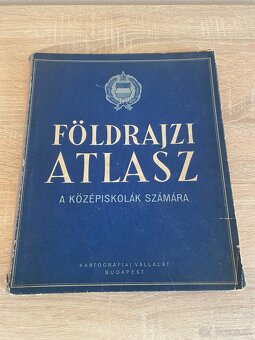 FÖLDRAJZI
ATLASZ
A KÖZÉPISKOLÁK SZÁMÁRA
KARTOGRÁFIAI VÁLLALAT
BUDAPEST